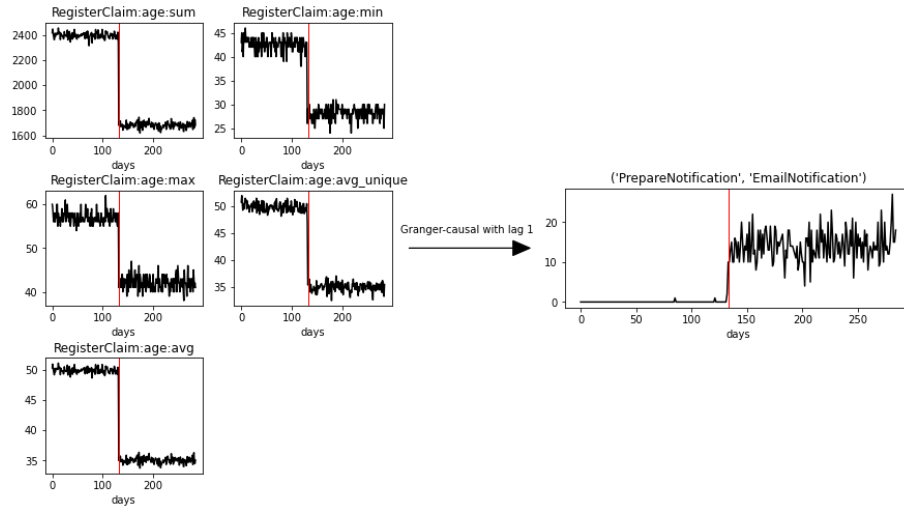 RegisterClaim:age:sum
2400
2200
2000
1800
1600
0 100 200
days
RegisterClaim:age:min
45
40
35
30
25
0 100 200
days
RegisterClaim:age:max
60
50
40
0 100 200
days
RegisterClaim:age:avg_unique
50
45
40
35
0 100 200
days
Granger-causal with lag 1
('PrepareNotification', 'EmailNotification')
20
10
0
0 50 100 150 200 250
days
RegisterClaim:age:avg
50
45
40
35
0 100 200
days